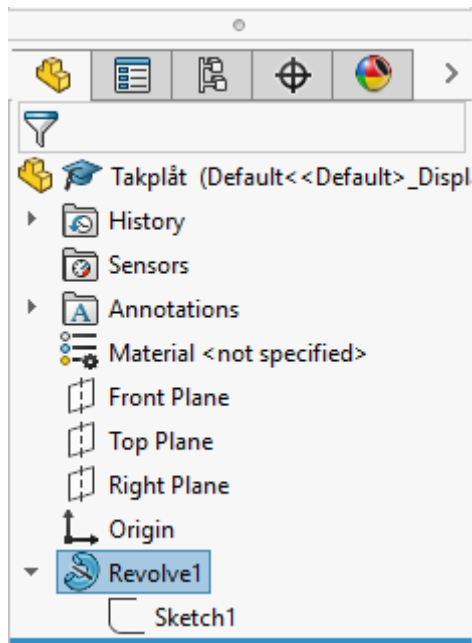 Takplåt (Default<<Default>_Displ
History
Sensors
A Annotations
Material <not specified>
Front Plane
Top Plane
Right Plane
Origin
Revolve1
Sketch1